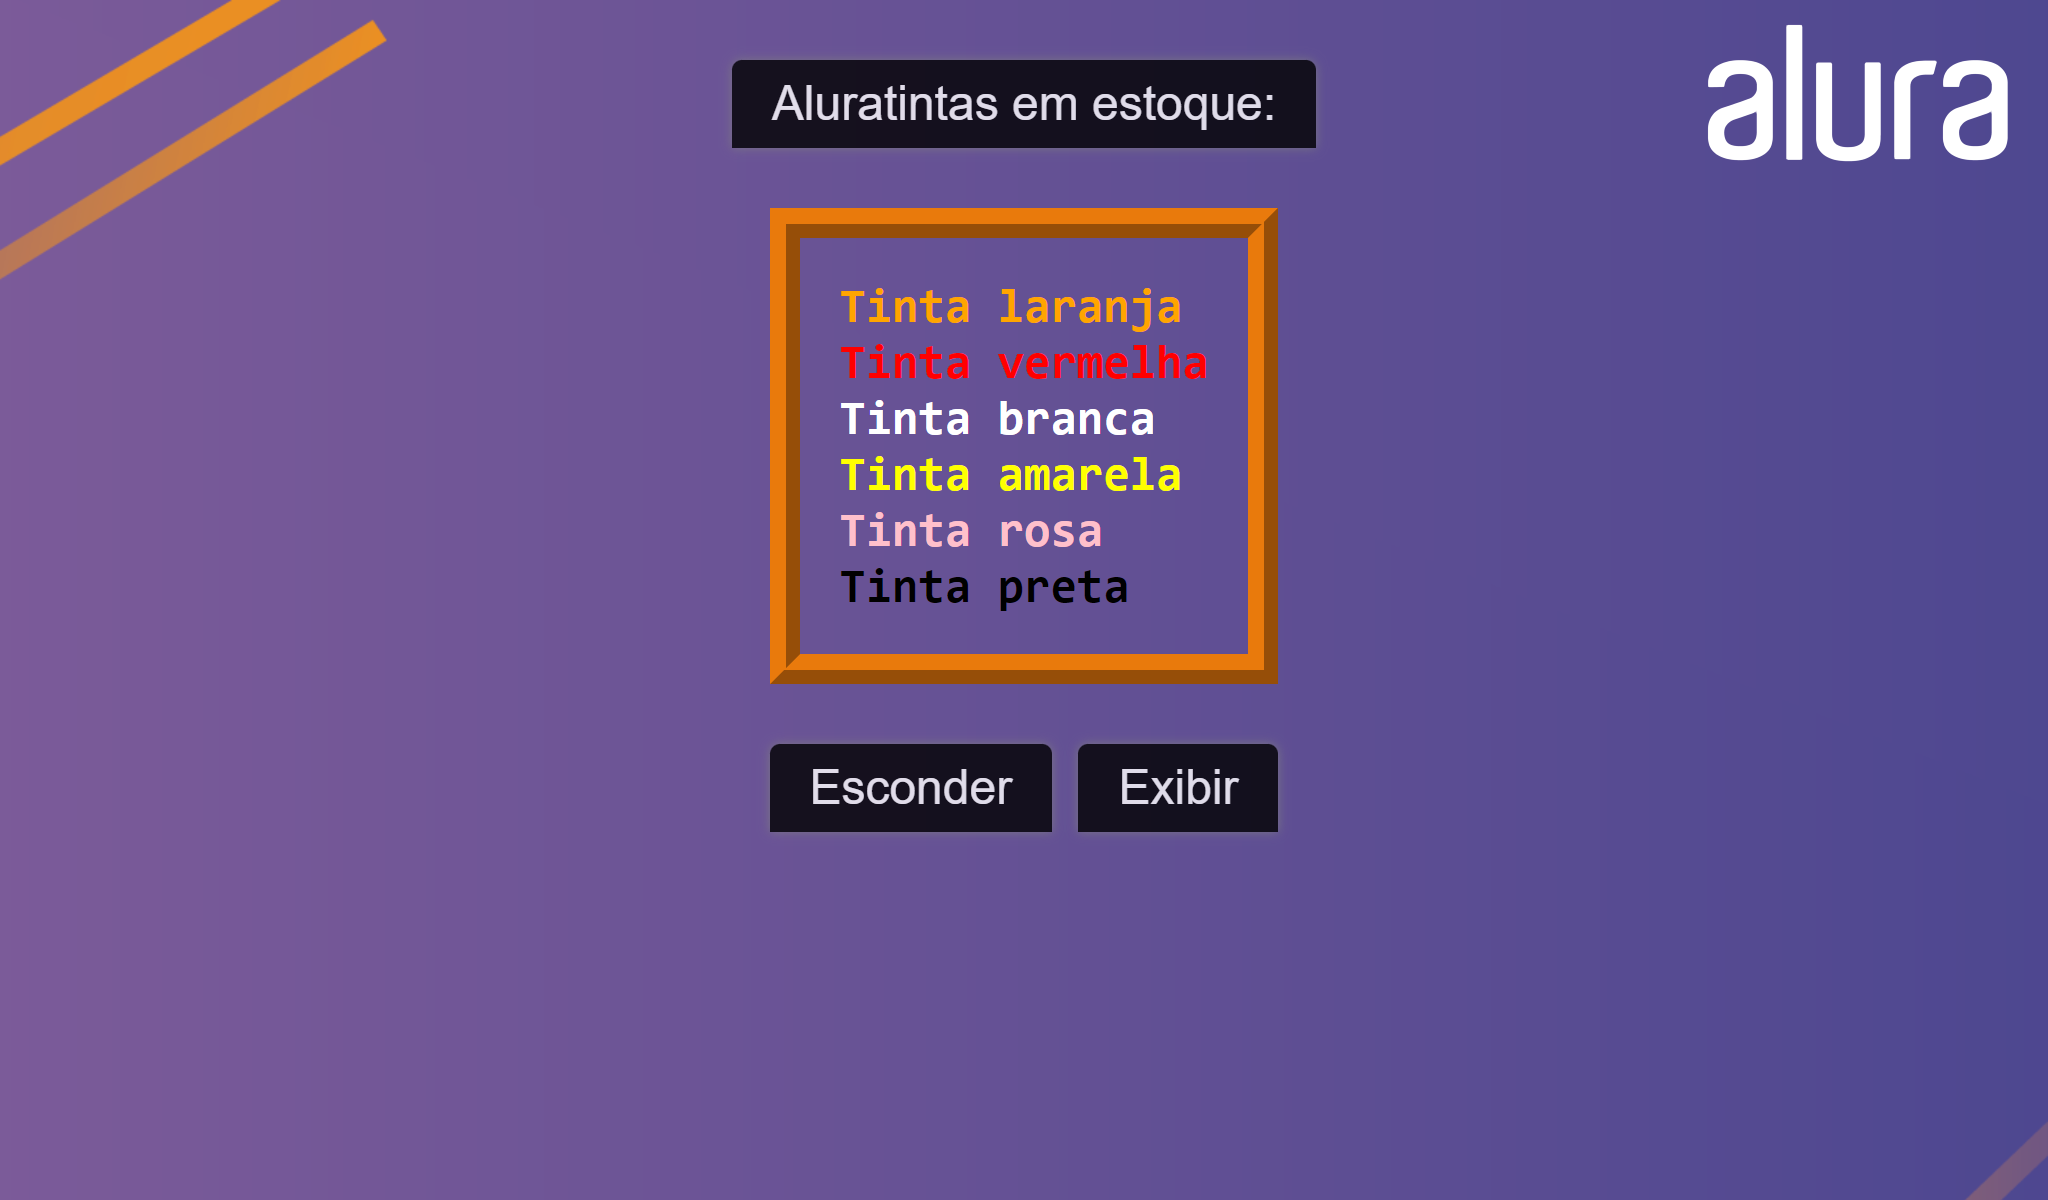 Aluratintas em estoque:
alura
Tinta laranja
Tinta vermelha
Tinta branca
Tinta amarela
Tinta rosa
Tinta preta
Esconder
Exibir